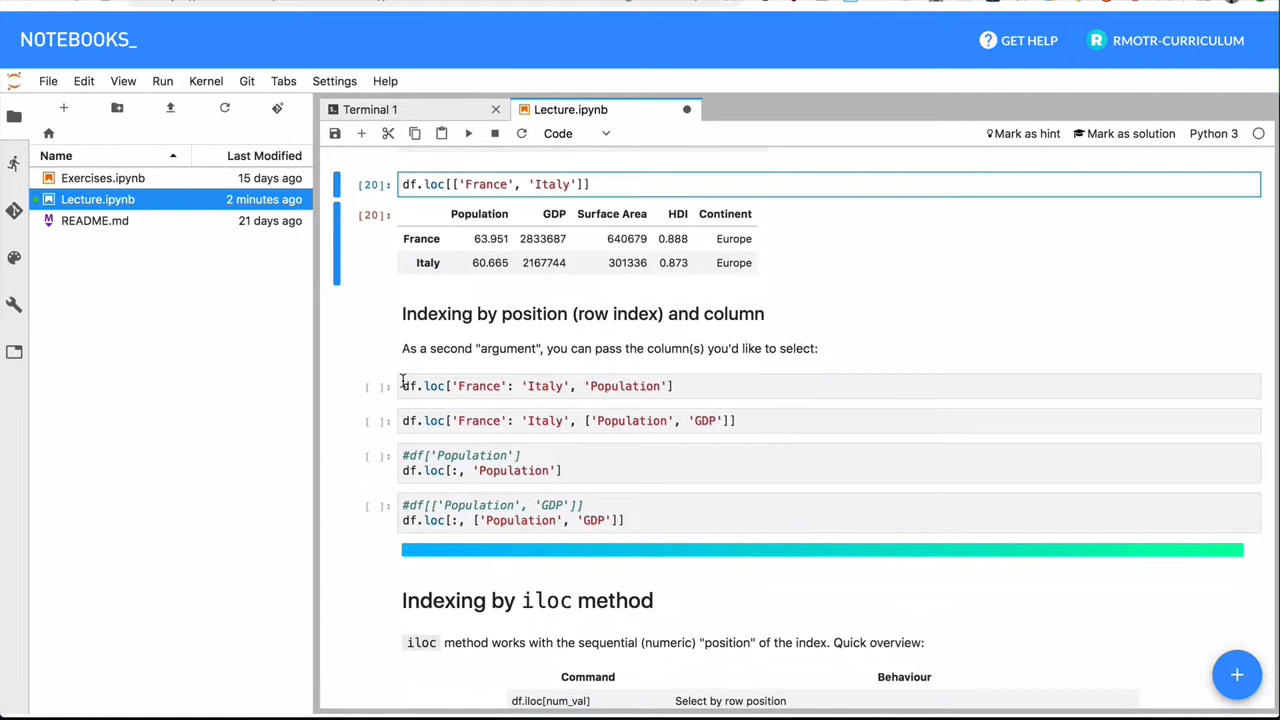 NOTEBOOKS_
GET HELP
R
RMOTR-CURRICULUM
File Edit View Run Kernel Git Tabs Settings Help
Terminal 1
Lecture.ipynb
Code
Mark as hint
Mark as solution
Python 3
Name
Last Modified
Exercises.ipynb
15 days ago
Lecture.ipynb
2 minutes ago
README.md
21 days ago
[20]: df.loc[['France', 'Italy']]
[20]: Population GDP Surface Area HDI Continent
France 63.951 2833687 640679 0.888 Europe
Italy 60.665 2167744 301336 0.873 Europe
Indexing by position (row index) and column
As a second "argument", you can pass the column(s) you'd like to select:
[ ]: df.loc['France': 'Italy', 'Population']
[ ]: df.loc['France': 'Italy', ['Population', 'GDP']]
[ ]: #df['Population']
df.loc[:, 'Population']
[ ]: #df[['Population', 'GDP']]
df.loc[:, ['Population', 'GDP']]
Indexing by iloc method
iloc method works with the sequential (numeric) "position" of the index. Quick overview:
Command Behaviour
df.iloc[num_val] Select by row position